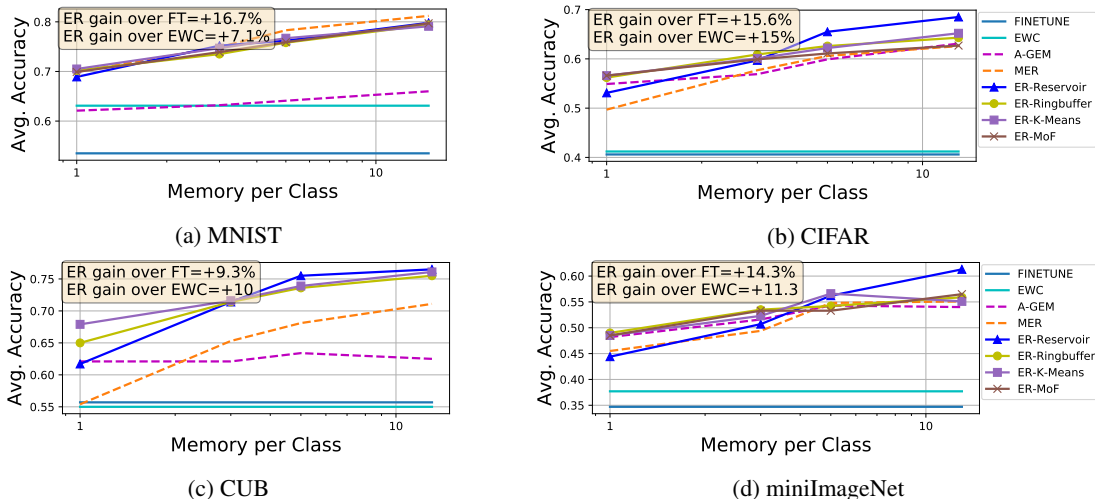 ER gain over FT=+16.7%
ER gain over EWC=+7.1%
0.8
0.7
0.6
Avg. Accuracy
1
10
Memory per Class
(a) MNIST
ER gain over FT=+15.6%
ER gain over EWC=+15%
0.7
0.6
0.5
0.4
Avg. Accuracy
1
10
Memory per Class
(b) CIFAR
FINETUNE
EWC
A-GEM
MER
ER-Reservoir
ER-Ringbuffer
ER-K-Means
ER-MoF
ER gain over FT=+9.3%
ER gain over EWC=+10
0.75
0.70
0.65
0.60
0.55
Avg. Accuracy
1
10
Memory per Class
(c) CUB
ER gain over FT=+14.3%
ER gain over EWC=+11.3
0.60
0.55
0.50
0.45
0.40
0.35
Avg. Accuracy
1
10
Memory per Class
(d) miniImageNet
FINETUNE
EWC
A-GEM
MER
ER-Reservoir
ER-Ringbuffer
ER-K-Means
ER-MoF